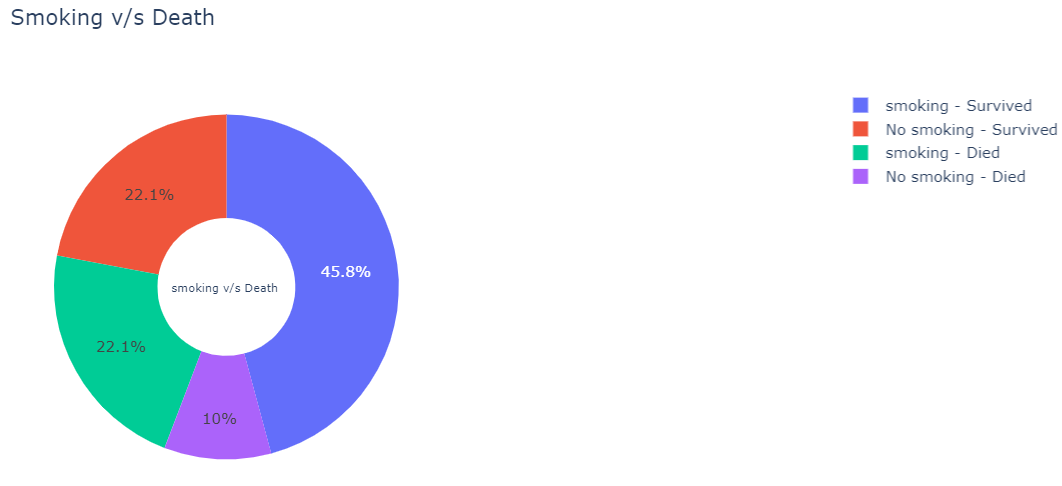 Smoking v/s Death
smoking - Survived
No smoking - Survived
smoking - Died
No smoking - Died
22.1%
45.8%
smoking v/s Death
22.1%
10%